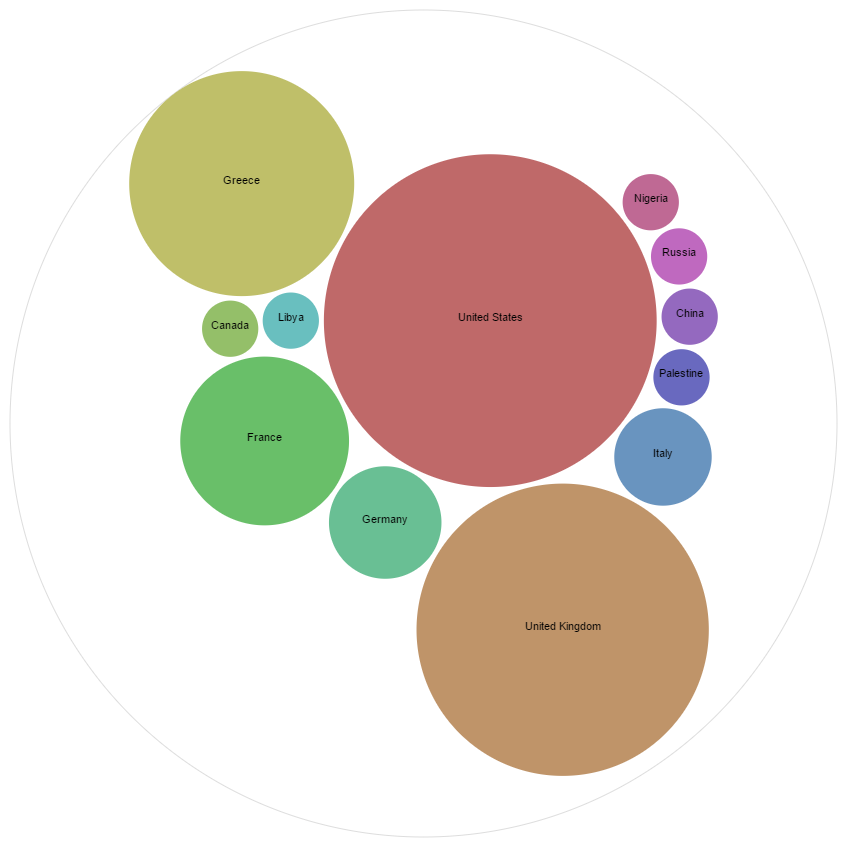 Greece
Nigeria
Russia
Canada
Libya
United States
China
Palestine
France
Italy
Germany
United Kingdom